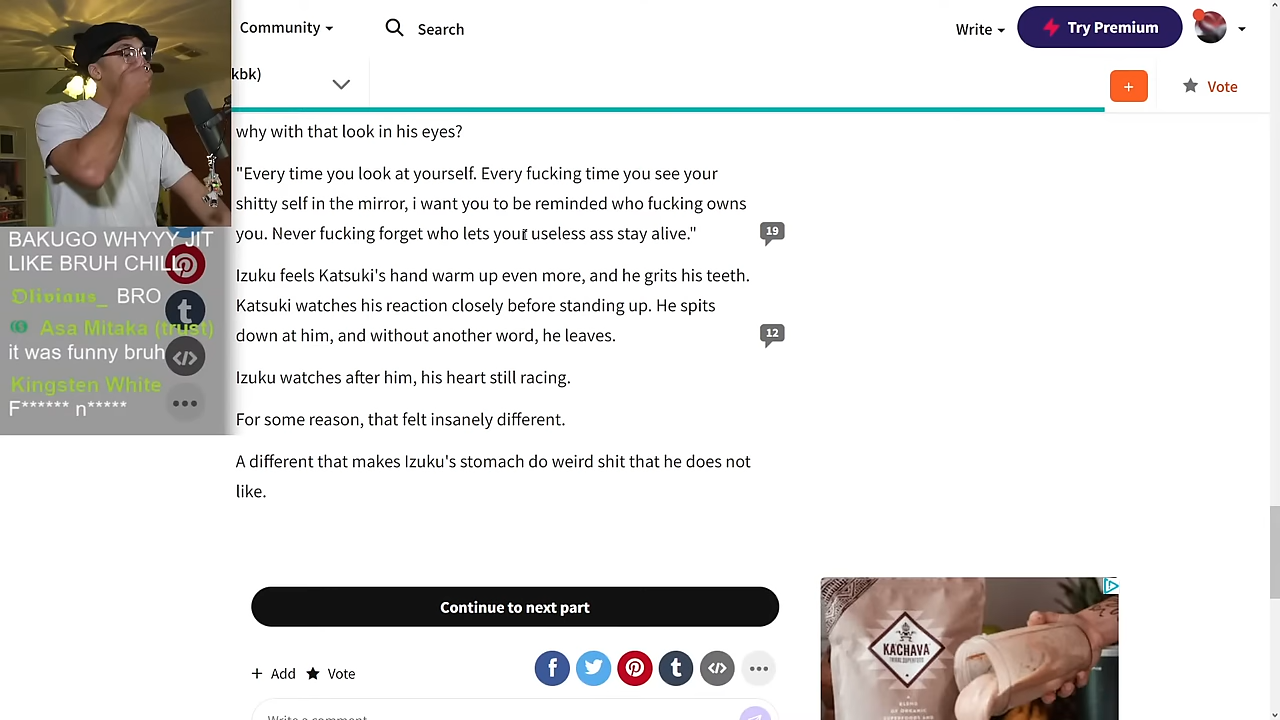 Community
Search
Write
Try Premium
kbk)
+
Vote
why with that look in his eyes?
"Every time you look at yourself. Every fucking time you see your
shitty self in the mirror, i want you to be reminded who fucking owns
you. Never fucking forget who lets your useless ass stay alive."
19
Izuku feels Katsuki's hand warm up even more, and he grits his teeth.
Katsuki watches his reaction closely before standing up. He spits
down at him, and without another word, he leaves.
12
Izuku watches after him, his heart still racing.
For some reason, that felt insanely different.
A different that makes Izuku's stomach do weird shit that he does not
like.
BAKUGO WHYYY JIT
LIKE BRUH CHILL
Oliviaus_ BRO
Asa Mitaka (trust)
it was funny bruh
Kingsten White
F****** n*****
Continue to next part
+ Add
Vote
Write a comment
KA'CHAVA